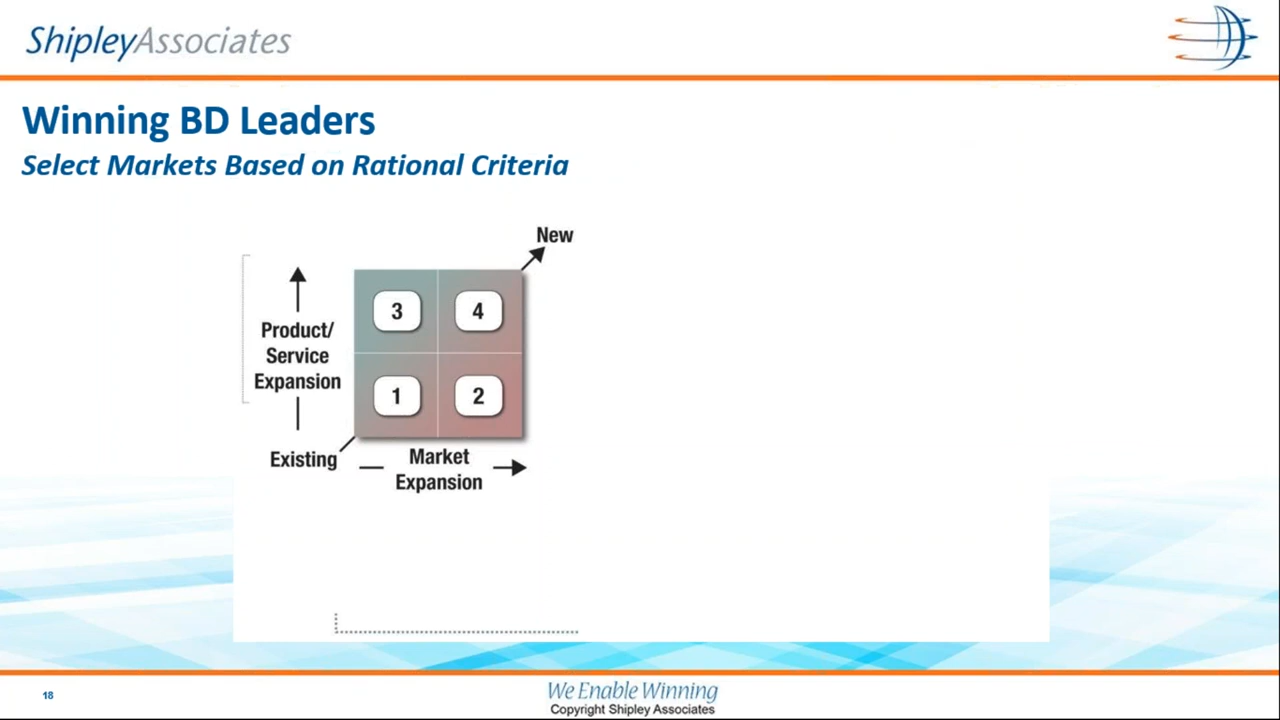 ShipleyAssociates
Winning BD Leaders
Select Markets Based on Rational Criteria
New
3
4
Product/
Service
Expansion
1
2
Existing
Market
Expansion
18
We Enable Winning
Copyright Shipley Associates